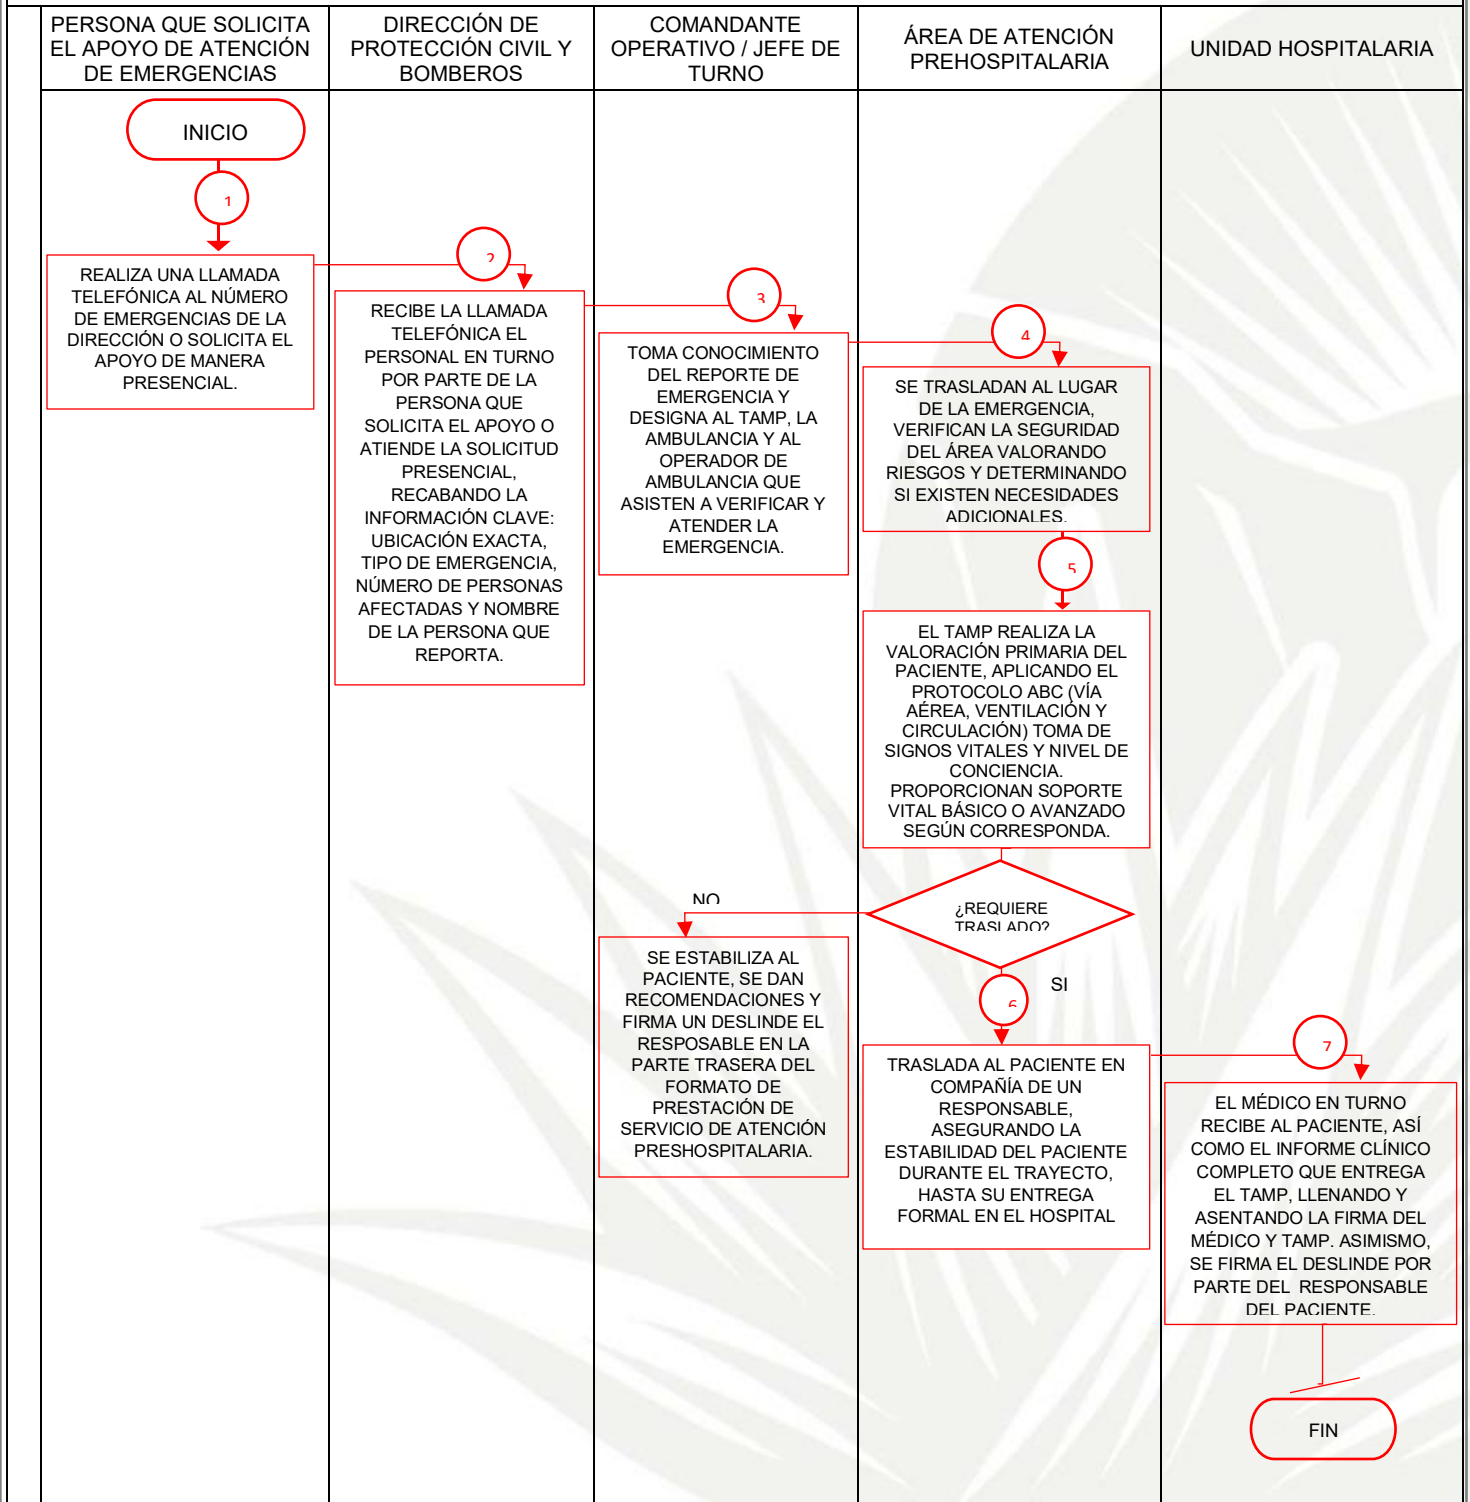 PERSONA QUE SOLICITA
EL APOYO DE ATENCIÓN
DE EMERGENCIAS
DIRECCIÓN DE
PROTECCIÓN CIVIL Y
BOMBEROS
COMANDANTE
OPERATIVO / JEFE DE
TURNO
ÁREA DE ATENCIÓN
PREHOSPITALARIA
UNIDAD HOSPITALARIA
INICIO
1
REALIZA UNA LLAMADA
TELEFÓNICA AL NÚMERO
DE EMERGENCIAS DE LA
DIRECCIÓN O SOLICITA EL
APOYO DE MANERA
PRESENCIAL.
2
RECIBE LA LLAMADA
TELEFÓNICA EL
PERSONAL EN TURNO
POR PARTE DE LA
PERSONA QUE
SOLICITA EL APOYO O
ATIENDE LA SOLICITUD
PRESENCIAL,
RECABANDO LA
INFORMACIÓN CLAVE:
UBICACIÓN EXACTA,
TIPO DE EMERGENCIA,
NÚMERO DE PERSONAS
AFECTADAS Y NOMBRE
DE LA PERSONA QUE
REPORTA.
3
TOMA CONOCIMIENTO
DEL REPORTE DE
EMERGENCIA Y
DESIGNA AL TAMP, LA
AMBULANCIA Y AL
OPERADOR DE
AMBULANCIA QUE
ASISTEN A VERIFICAR Y
ATENDER LA
EMERGENCIA.
4
SE TRASLADAN AL LUGAR
DE LA EMERGENCIA,
VERIFICAN LA SEGURIDAD
DEL ÁREA VALORANDO
RIESGOS Y DETERMINANDO
SI EXISTEN NECESIDADES
ADICIONALES.
5
EL TAMP REALIZA LA
VALORACIÓN PRIMARIA DEL
PACIENTE, APLICANDO EL
PROTOCOLO ABC (VÍA
AÉREA, VENTILACIÓN Y
CIRCULACIÓN) TOMA DE
SIGNOS VITALES Y NIVEL DE
CONCIENCIA.
PROPORCIONAN SOPORTE
VITAL BÁSICO O AVANZADO
SEGÚN CORRESPONDA.
¿REQUIERE
TRASLADO?
NO
SE ESTABILIZA AL
PACIENTE, SE DAN
RECOMENDACIONES Y
FIRMA UN DESLINDE EL
RESPOSABLE EN LA
PARTE TRASERA DEL
FORMATO DE
PRESTACIÓN DE
SERVICIO DE ATENCIÓN
PRESHOSPITALARIA.
SI
6
TRASLADA AL PACIENTE EN
COMPAÑÍA DE UN
RESPONSABLE,
ASEGURANDO LA
ESTABILIDAD DEL PACIENTE
DURANTE EL TRAYECTO,
HASTA SU ENTREGA
FORMAL EN EL HOSPITAL
7
EL MÉDICO EN TURNO
RECIBE AL PACIENTE, ASÍ
COMO EL INFORME CLÍNICO
COMPLETO QUE ENTREGA
EL TAMP, LLENANDO Y
ASENTANDO LA FIRMA DEL
MÉDICO Y TAMP. ASIMISMO,
SE FIRMA EL DESLINDE POR
PARTE DEL RESPONSABLE
DEL PACIENTE.
FIN